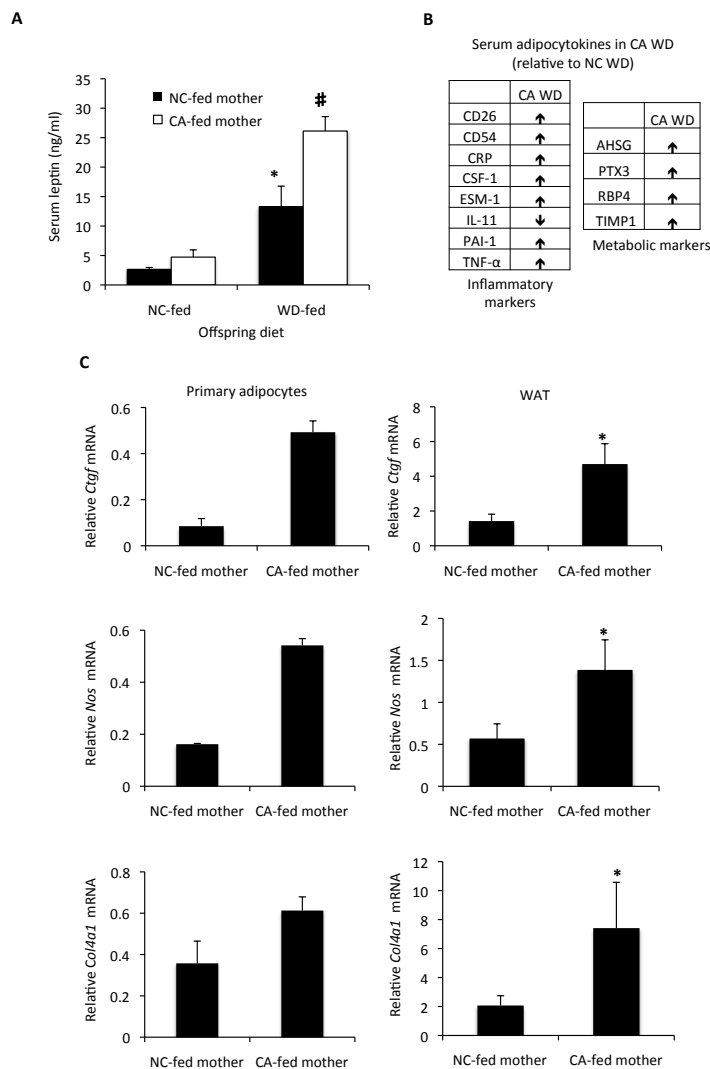 A
Serum leptin (ng/ml)
35
30
25
20
15
10
5
0
NC-fed mother
CA-fed mother
*
#
NC-fed
WD-fed
Offspring diet
B
Serum adipocytokines in CA WD
(relative to NC WD)
CA WD
CD26 ↑
CD54 ↑
CRP ↑
CSF-1 ↑
ESM-1 ↑
IL-11 ↓
PAI-1 ↑
TNF-α ↑
Inflammatory
markers
CA WD
AHSG ↑
PTX3 ↑
RBP4 ↑
TIMP1 ↑
Metabolic markers
C
Primary adipocytes
Relative Ctgf mRNA
0.6
0.4
0.2
0
NC-fed mother CA-fed mother
WAT
Relative Ctgf mRNA
8
6
4
2
0
*
NC-fed mother CA-fed mother
Relative Nos mRNA
0.6
0.4
0.2
0
NC-fed mother CA-fed mother
Relative Nos mRNA
2
1.5
1
0.5
0
*
NC-fed mother CA-fed mother
Relative Col4a1 mRNA
0.8
0.6
0.4
0.2
0
NC-fed mother CA-fed mother
Relative Col4a1 mRNA
12
10
8
6
4
2
0
*
NC-fed mother CA-fed mother